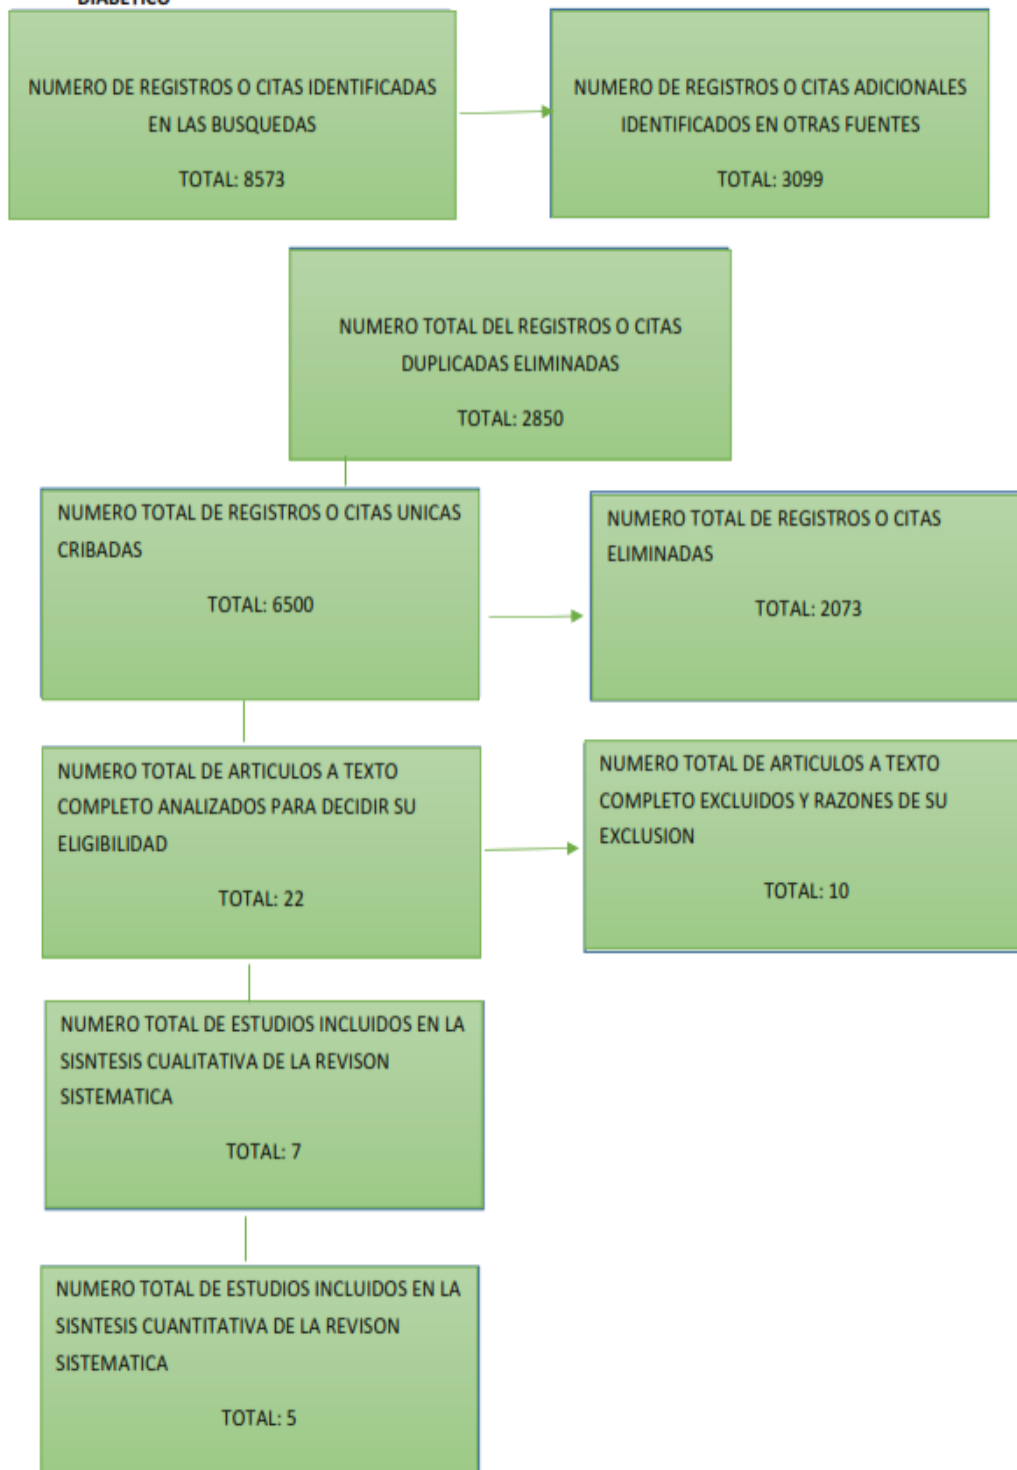 DIABETICO
NUMERO DE REGISTROS O CITAS IDENTIFICADAS
EN LAS BUSQUEDAS
TOTAL: 8573
NUMERO DE REGISTROS O CITAS ADICIONALES
IDENTIFICADOS EN OTRAS FUENTES
TOTAL: 3099
NUMERO TOTAL DEL REGISTROS O CITAS
DUPLICADAS ELIMINADAS
TOTAL: 2850
NUMERO TOTAL DE REGISTROS O CITAS UNICAS
CRIBADAS
TOTAL: 6500
NUMERO TOTAL DE REGISTROS O CITAS
ELIMINADAS
TOTAL: 2073
NUMERO TOTAL DE ARTICULOS A TEXTO
COMPLETO ANALIZADOS PARA DECIDIR SU
ELIGIBILIDAD
TOTAL: 22
NUMERO TOTAL DE ARTICULOS A TEXTO
COMPLETO EXCLUIDOS Y RAZONES DE SU
EXCLUSION
TOTAL: 10
NUMERO TOTAL DE ESTUDIOS INCLUIDOS EN LA
SISNTESIS CUALITATIVA DE LA REVISON
SISTEMATICA
TOTAL: 7
NUMERO TOTAL DE ESTUDIOS INCLUIDOS EN LA
SISNTESIS CUANTITATIVA DE LA REVISON
SISTEMATICA
TOTAL: 5